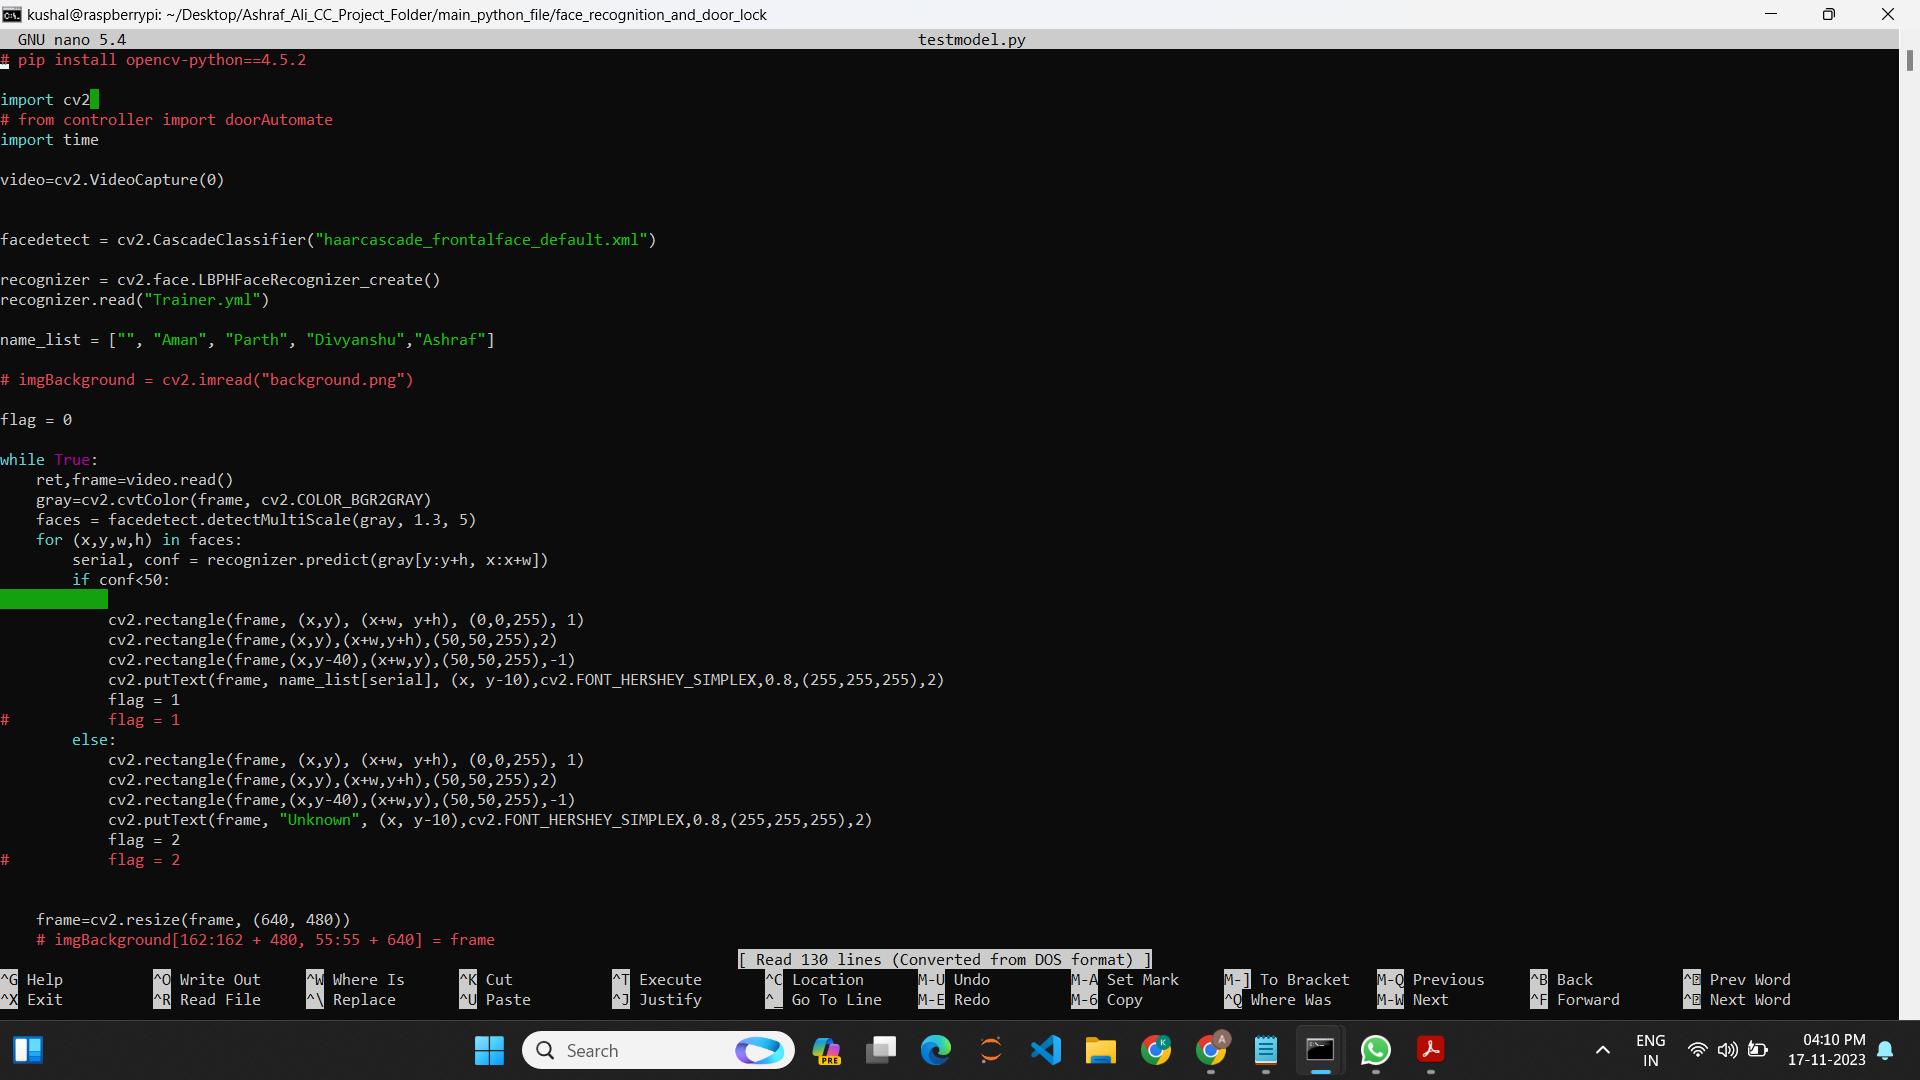 kushal@raspberrypi: ~/Desktop/Ashraf_Ali_CC_Project_Folder/main_python_file/face_recognition_and_door_lock
GNU nano 5.4 testmodel.py
# pip install opencv-python==4.5.2
import cv2
# from controller import doorAutomate
import time
video=cv2.VideoCapture(0)
facedetect = cv2.CascadeClassifier("haarcascade_frontalface_default.xml")
recognizer = cv2.face.LBPHFaceRecognizer_create()
recognizer.read("Trainer.yml")
name_list = ["", "Aman", "Parth", "Divyanshu","Ashraf"]
# imgBackground = cv2.imread("background.png")
flag = 0
while True:
    ret,frame=video.read()
    gray=cv2.cvtColor(frame, cv2.COLOR_BGR2GRAY)
    faces = facedetect.detectMultiScale(gray, 1.3, 5)
    for (x,y,w,h) in faces:
        serial, conf = recognizer.predict(gray[y:y+h, x:x+w])
        if conf<50:
            cv2.rectangle(frame, (x,y), (x+w, y+h), (0,0,255), 1)
            cv2.rectangle(frame,(x,y),(x+w,y+h),(50,50,255),2)
            cv2.rectangle(frame,(x,y-40),(x+w,y),(50,50,255),-1)
            cv2.putText(frame, name_list[serial], (x, y-10),cv2.FONT_HERSHEY_SIMPLEX,0.8,(255,255,255),2)
            flag = 1
#           flag = 1
        else:
            cv2.rectangle(frame, (x,y), (x+w, y+h), (0,0,255), 1)
            cv2.rectangle(frame,(x,y),(x+w,y+h),(50,50,255),2)
            cv2.rectangle(frame,(x,y-40),(x+w,y),(50,50,255),-1)
            cv2.putText(frame, "Unknown", (x, y-10),cv2.FONT_HERSHEY_SIMPLEX,0.8,(255,255,255),2)
            flag = 2
#           flag = 2
    frame=cv2.resize(frame, (640, 480))
    # imgBackground[162:162 + 480, 55:55 + 640] = frame
[ Read 130 lines (Converted from DOS format) ]
^G Help ^O Write Out ^W Where Is ^K Cut ^T Execute ^C Location M-U Undo M-A Set Mark M-] To Bracket M-Q Previous ^B Back ^ Prev Word
^X Exit ^R Read File ^\ Replace ^U Paste ^J Justify ^_ Go To Line M-E Redo M-6 Copy ^Q Where Was M-W Next ^F Forward ^ Next Word
Search PRE K A ENG IN 04:10 PM
17-11-2023